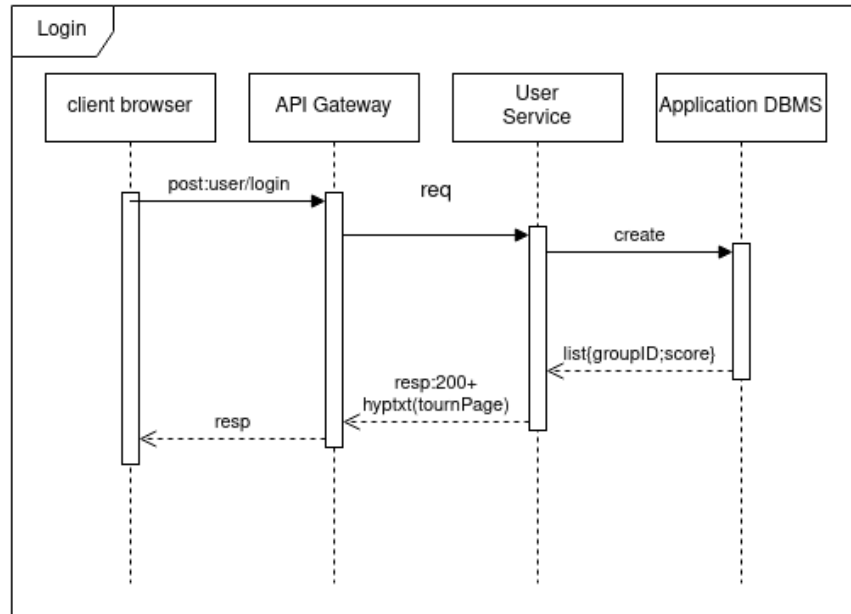 Login
client browser
API Gateway
User
Service
Application DBMS
post:user/login
req
create
list{groupID;score}
resp:200+
hyptxt(tournPage)
resp